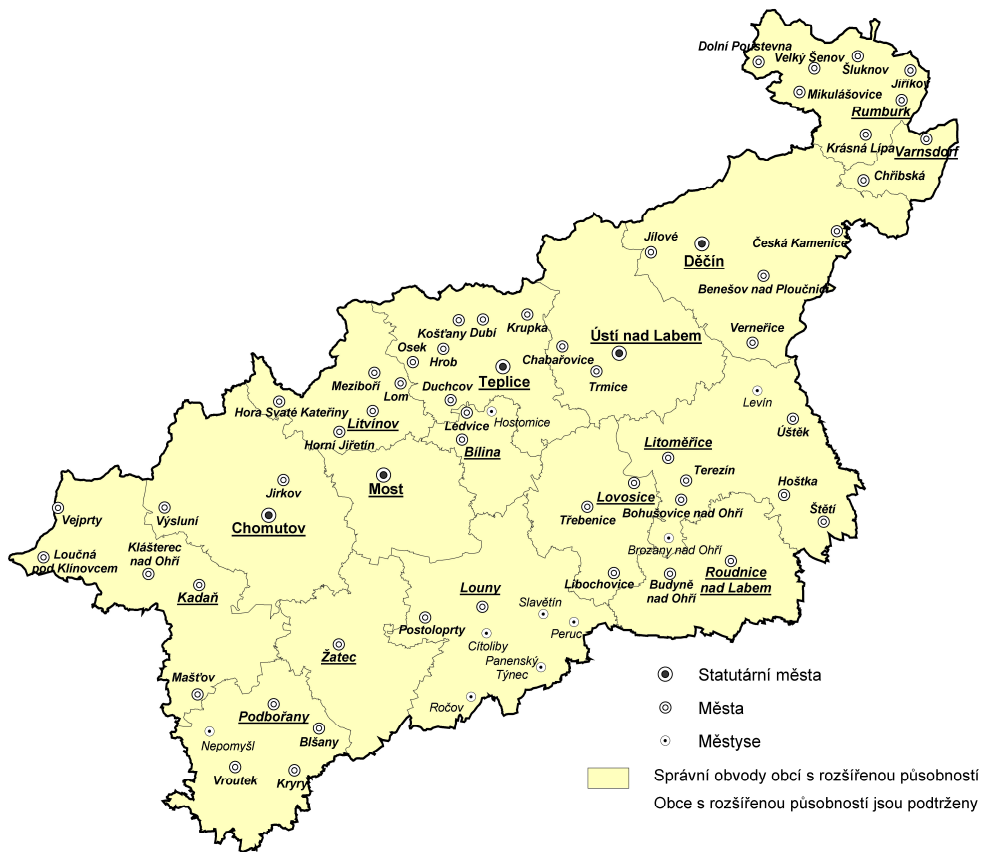 Dolní Poustevna
Velký Šenov
Šluknov
Jiříkov
Mikulášovice
Rumburk
Krásná Lípa
Varnsdorf
Chřibská
Jílové
Česká Kamenice
Děčín
Benešov nad Ploučnicí
Verneřice
Krupka
Košťany
Dubí
Ústí nad Labem
Chabařovice
Osek
Hrob
Teplice
Trmice
Meziboří
Lom
Duchcov
Levín
Hora Svaté Kateřiny
Litvínov
Ledvice
Hostomice
Úštěk
Horní Jiřetín
Bílina
Litoměřice
Terezín
Jirkov
Most
Lovosice
Hoštka
Vejprty
Výsluní
Chomutov
Třebenice
Bohušovice nad Ohří
Štětí
Klášterec
nad Ohří
Loučná
pod Klínovcem
Brozany nad Ohří
Kadaň
Libochovice
Budyně
nad Ohří
Roudnice
nad Labem
Louny
Slavětín
Postoloprty
Peruc
Cítoliby
Žatec
Panenský
Týnec
Mašťov
Ročov
Podbořany
Nepomyšl
Blšany
Vroutek
Kryry
Statutární města
Města
Městyse
Správní obvody obcí s rozšířenou působností
Obce s rozšířenou působností jsou podtrženy